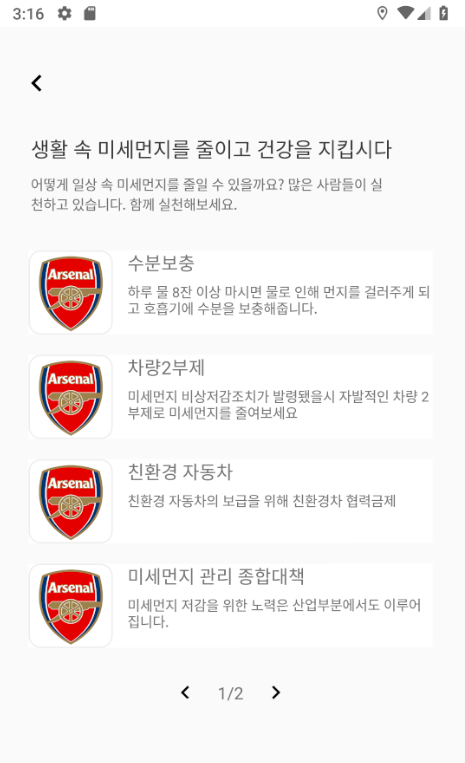 3:16
생활 속 미세먼지를 줄이고 건강을 지킵시다
어떻게 일상 속 미세먼지를 줄일 수 있을까요? 많은 사람들이 실
천하고 있습니다. 함께 실천해보세요.
Arsenal
수분보충
하루 물 8잔 이상 마시면 물로 인해 먼지를 걸러주게 되
고 호흡기에 수분을 보충해줍니다.
Arsenal
차량2부제
미세먼지 비상저감조치가 발령됐을시 자발적인 차량 2
부제로 미세먼지를 줄여보세요
Arsenal
친환경 자동차
친환경 자동차의 보급을 위해 친환경차 협력금제
Arsenal
미세먼지 관리 종합대책
미세먼지 저감을 위한 노력은 산업부분에서도 이루어
집니다.
1/2